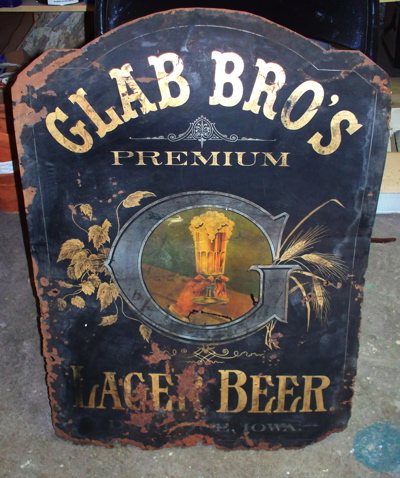 GLAB BRO'S
PREMIUM
G
LAGER BEER
IOWA.